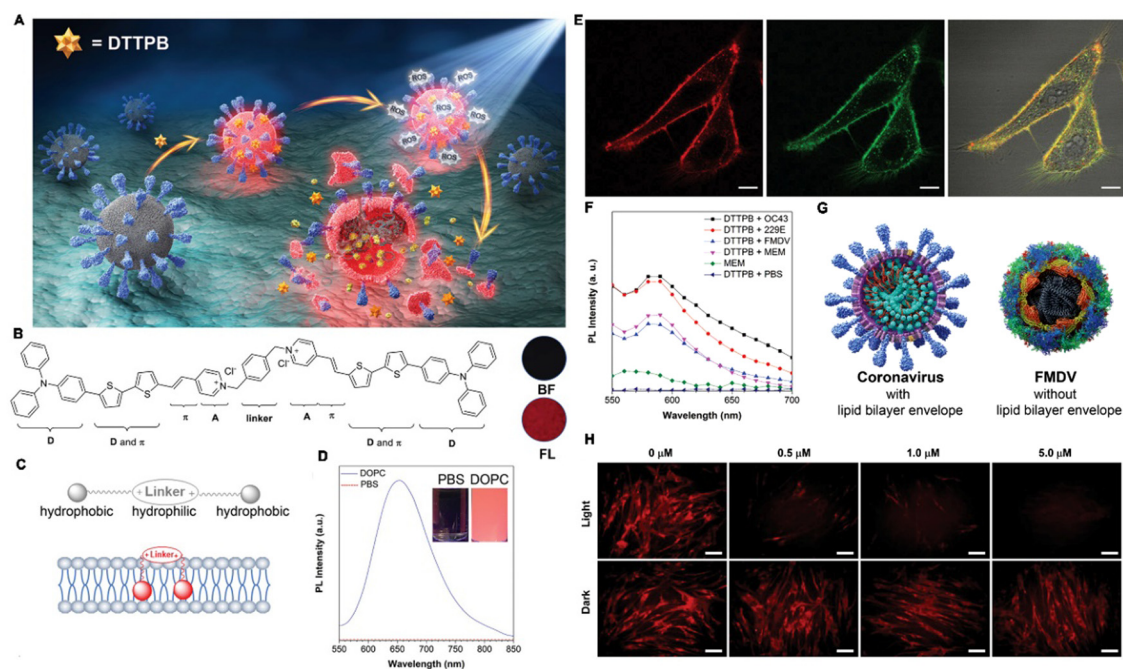 A
= DTTPB
ROS
ROS
ROS
ROS
ROS
ROS
ROS
B
N
S
S
N
+
Cl-
Cl-
N
+
S
S
N
π
A
linker
A
π
D
D and π
D and π
D
BF
FL
C
+ Linker +
hydrophobic
hydrophilic
hydrophobic
+ Linker +
D
DOPC
PBS
PBS
DOPC
PL Intensity (a.u.)
550 600 650 700 750 800 850
Wavelength (nm)
E
F
DTTPB + OC43
DTTPB + 229E
DTTPB + FMDV
DTTPB + MEM
MEM
DTTPB + PBS
PL Intensity (a. u.)
550 600 650 700
Wavelength (nm)
G
Coronavirus
with
lipid bilayer envelope
FMDV
without
lipid bilayer envelope
H
0 μM 0.5 μM 1.0 μM 5.0 μM
Light
Dark